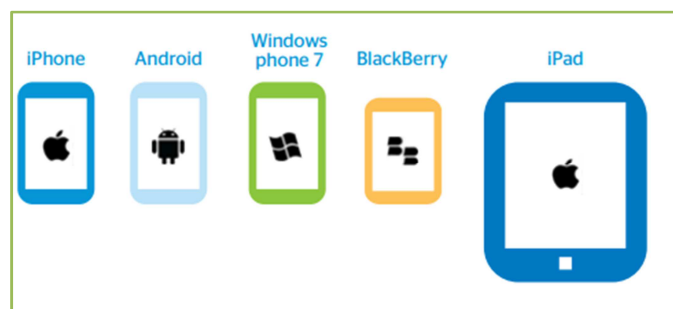 iPhone
Android
Windows
phone 7
BlackBerry
iPad